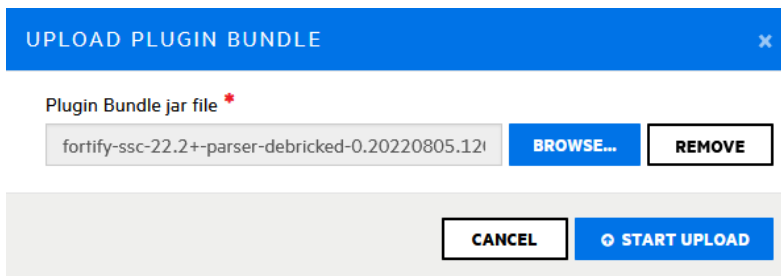 UPLOAD PLUGIN BUNDLE ×
Plugin Bundle jar file *
fortify-ssc-22.2+-parser-debricked-0.20220805.12
BROWSE... REMOVE
CANCEL START UPLOAD